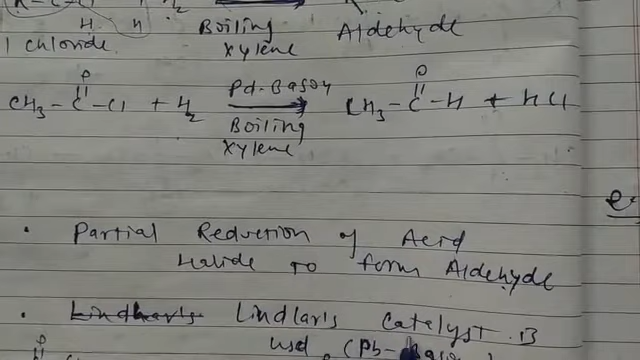 H H Boiling Aldehyde
1 chloride. xylene
O O
CH3 - C - Cl + H2 Pd-BaSO4 CH3 - C - H + HCl
Boiling
xylene
e
• Partial Reduction of Acid
Halide to form Aldehyde
• Lindlar's Catalyst. B
used. (Pb-